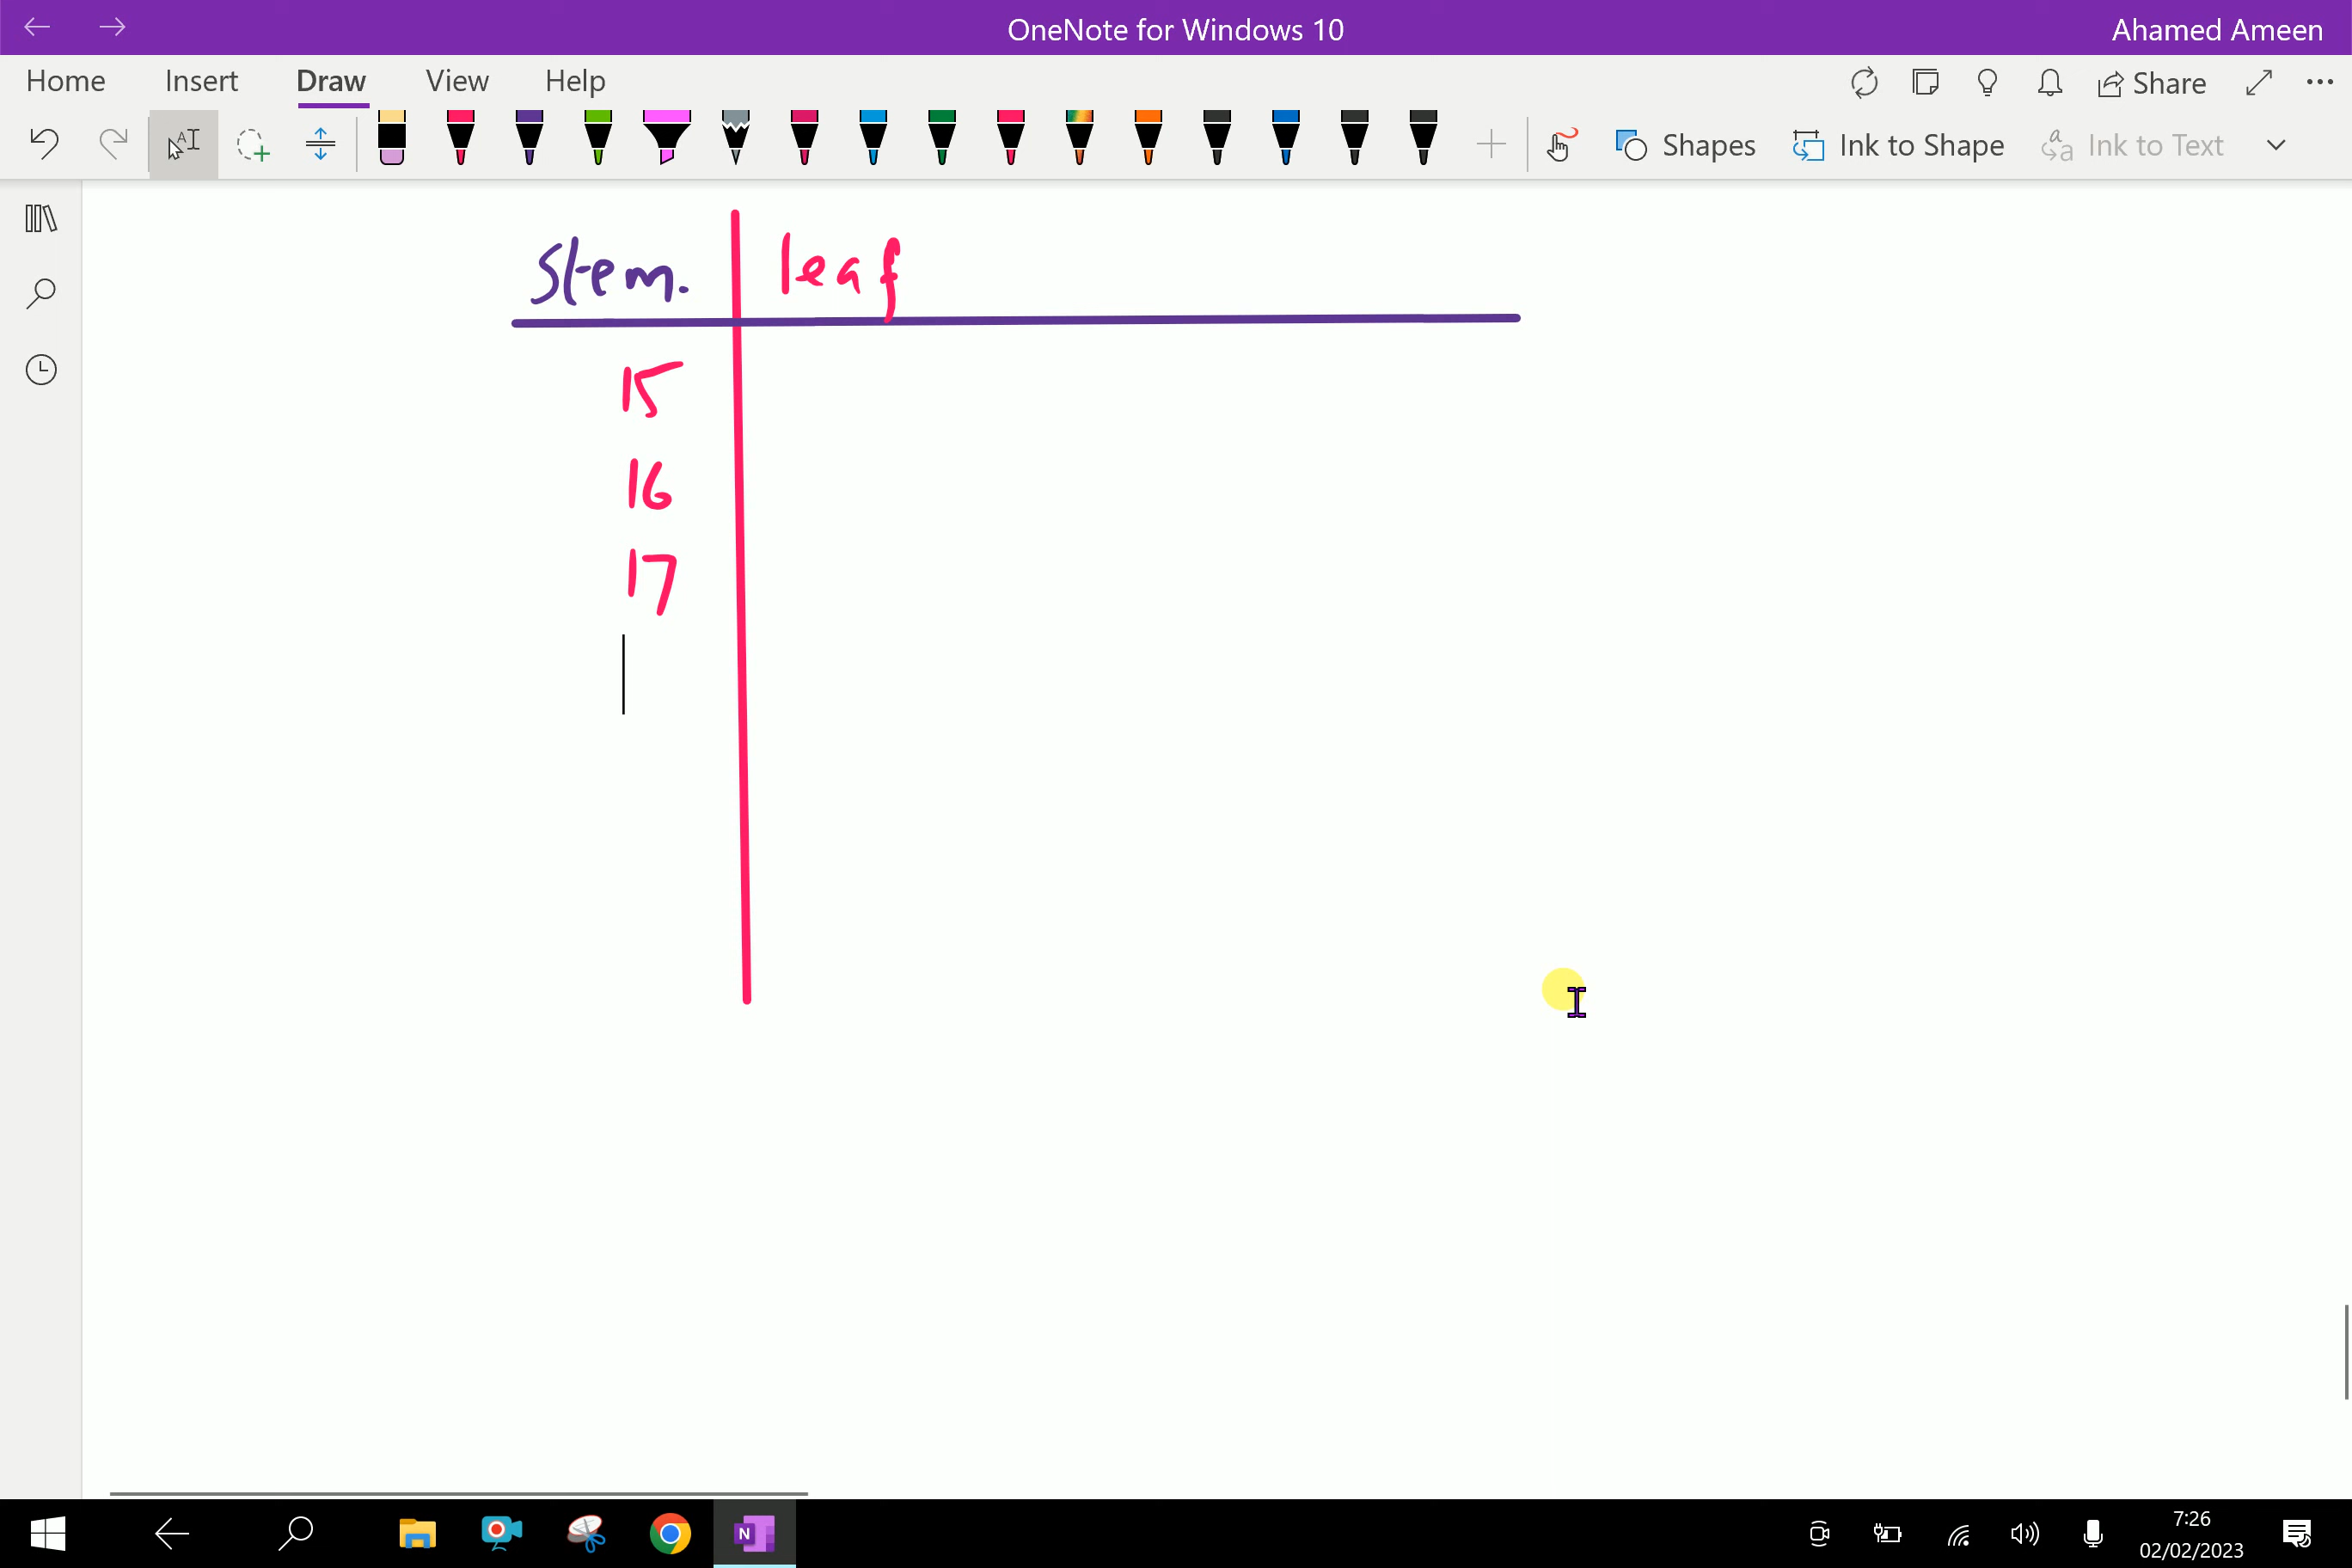 OneNote for Windows 10
Ahamed Ameen
Home Insert Draw View Help
Share
Shapes Ink to Shape Ink to Text
Stem. leaf
15
16
17
7:26
02/02/2023